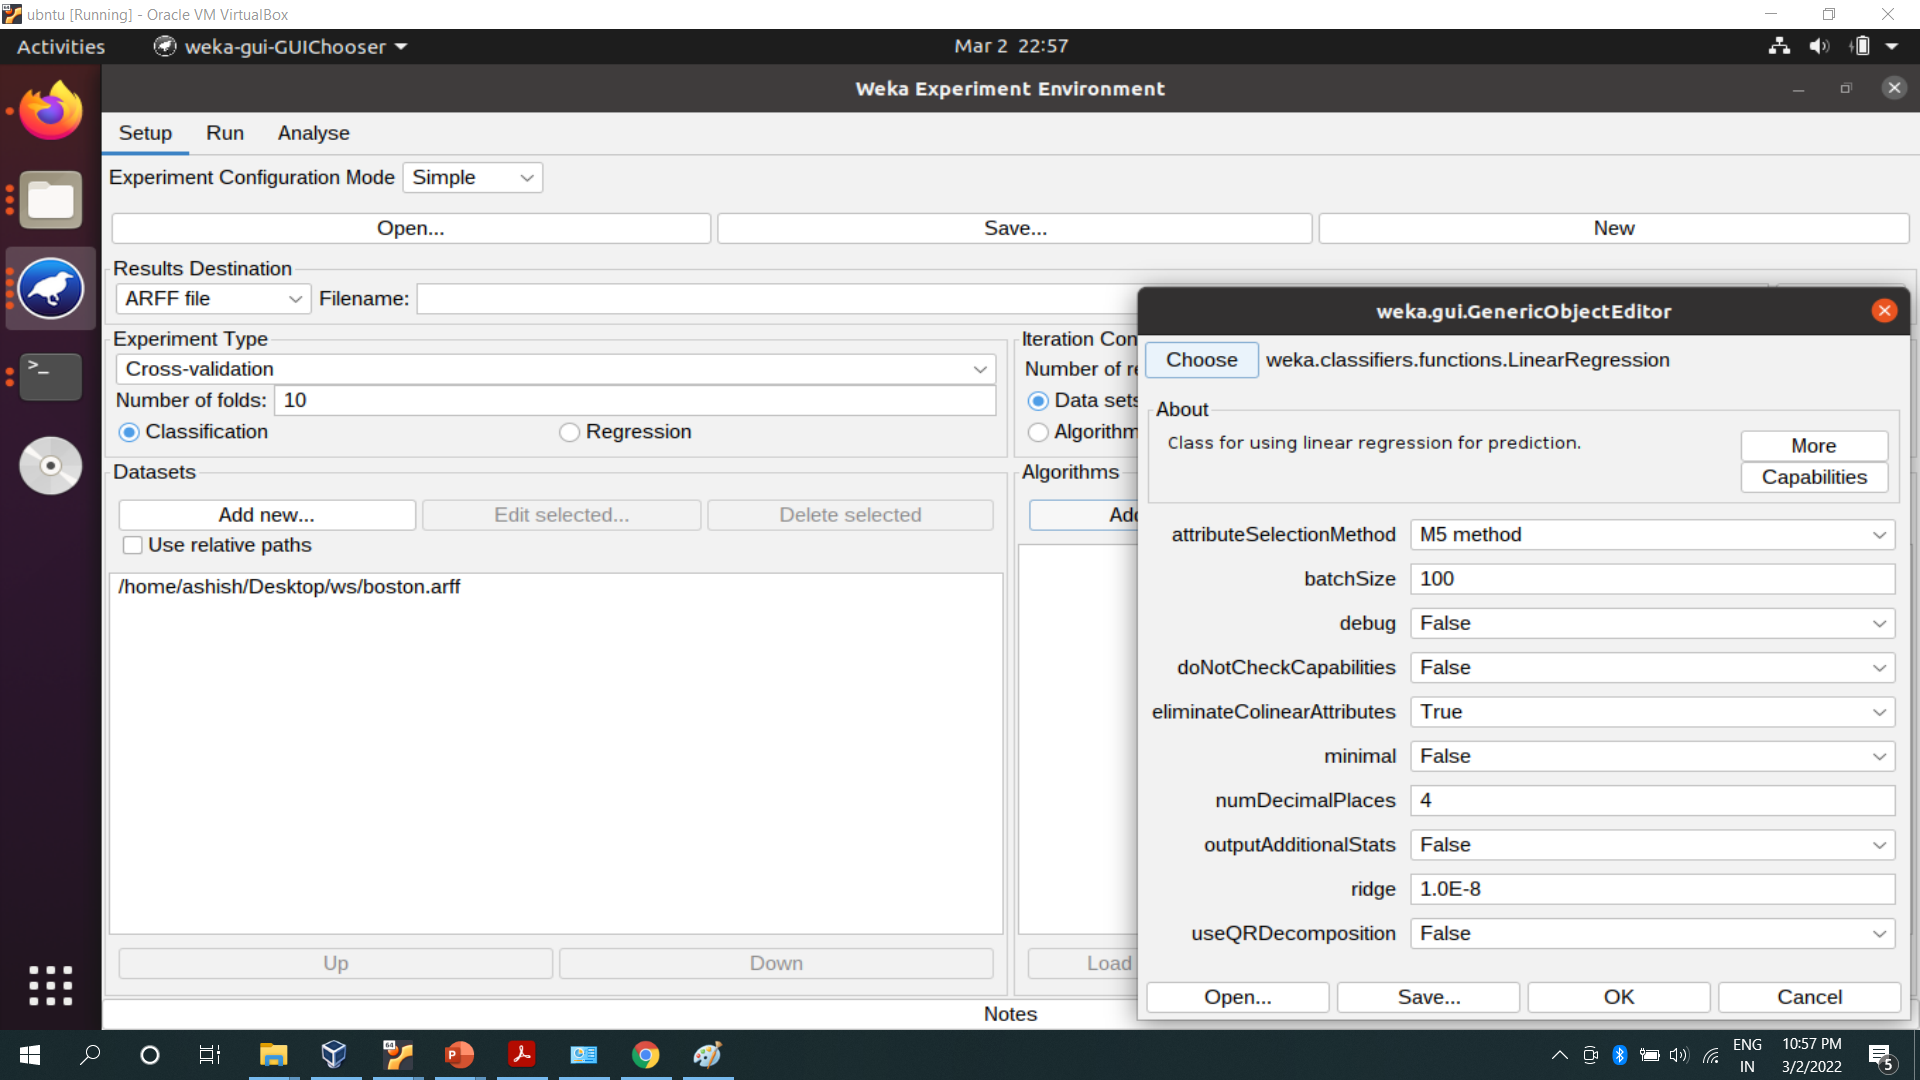 ubntu [Running] - Oracle VM VirtualBox
Activities weka-gui-GUIChooser Mar 2 22:57
Weka Experiment Environment
Setup Run Analyse
Experiment Configuration Mode Simple
Open... Save... New
Results Destination
ARFF file Filename:
Experiment Type
Cross-validation
Number of folds: 10
Classification Regression
Iteration Con
Number of re
Data sets
Algorithm
Datasets
Add new... Edit selected... Delete selected
Use relative paths
/home/ashish/Desktop/ws/boston.arff
Up Down
Algorithms
Add
Load
Notes
weka.gui.GenericObjectEditor
Choose weka.classifiers.functions.LinearRegression
About
Class for using linear regression for prediction.
More
Capabilities
attributeSelectionMethod M5 method
batchSize 100
debug False
doNotCheckCapabilities False
eliminateColinearAttributes True
minimal False
numDecimalPlaces 4
outputAdditionalStats False
ridge 1.0E-8
useQRDecomposition False
Open... Save... OK Cancel
ENG 10:57 PM
IN 3/2/2022 5